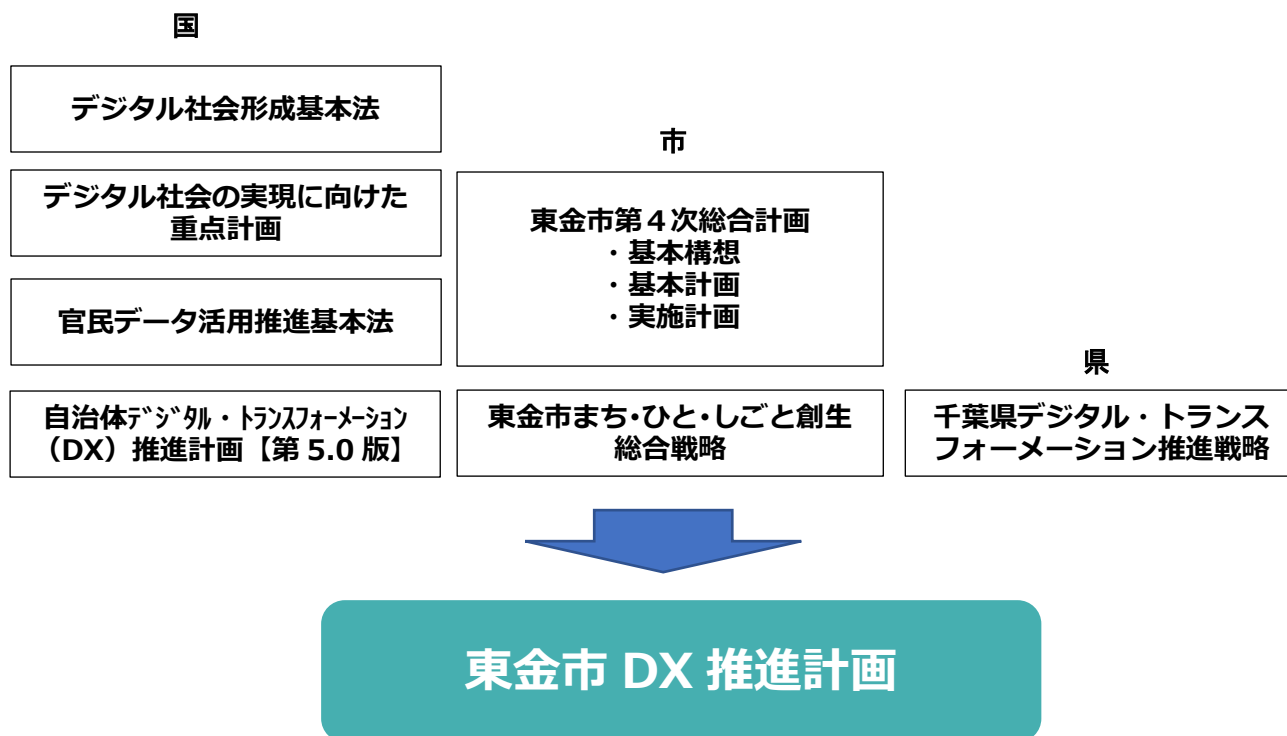 国
デジタル社会形成基本法
デジタル社会の実現に向けた
重点計画
官民データ活用推進基本法
自治体ﾃﾞｼﾞﾀﾙ・ﾄﾗﾝｽﾌｫｰﾒｰｼｮﾝ
（DX）推進計画【第 5.0 版】
市
東金市第４次総合計画
・基本構想
・基本計画
・実施計画
東金市まち･ひと･しごと創生
総合戦略
県
千葉県デジタル・トランス
フォーメーション推進戦略
東金市 DX 推進計画